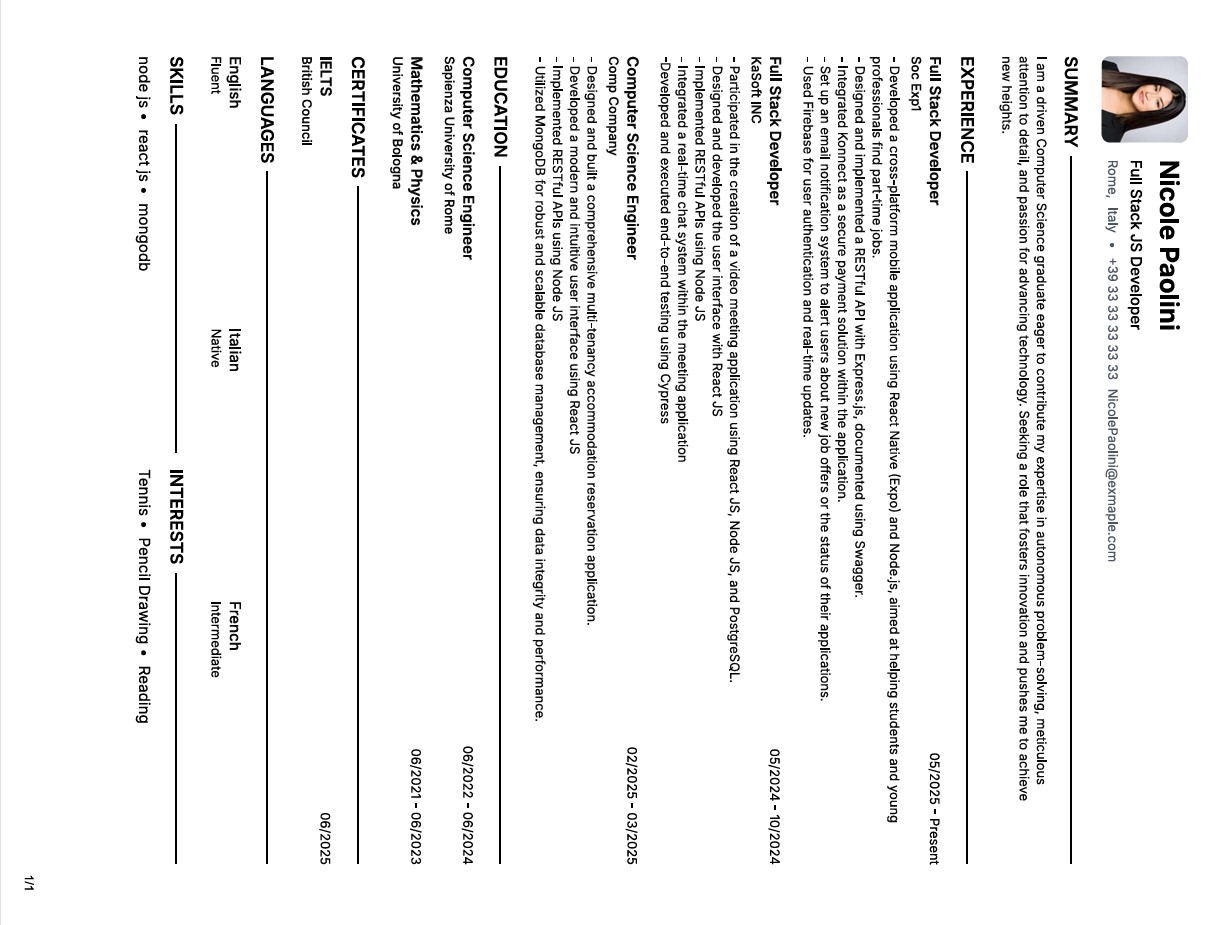 Nicole Paolini
Full Stack JS Developer
Rome, Italy • +39 33 33 33 33 33 NicolePaolini@exmaple.com
SUMMARY
I am a driven Computer Science graduate eager to contribute my expertise in autonomous problem-solving, meticulous
attention to detail, and passion for advancing technology. Seeking a role that fosters innovation and pushes me to achieve
new heights.
EXPERIENCE
Full Stack Developer 05/2025 - Present
Soc Exp1
- Developed a cross-platform mobile application using React Native (Expo) and Node.js, aimed at helping students and young
professionals find part-time jobs.
- Designed and implemented a RESTful API with Express.js, documented using Swagger.
- Integrated Konnect as a secure payment solution within the application.
- Set up an email notification system to alert users about new job offers or the status of their applications.
- Used Firebase for user authentication and real-time updates.
Full Stack Developer 05/2024 - 10/2024
KaSoft INC
- Participated in the creation of a video meeting application using React JS, Node JS, and PostgreSQL.
- Designed and developed the user interface with React JS
- Implemented RESTful APIs using Node JS
- Integrated a real-time chat system within the meeting application
-Developed and executed end-to-end testing using Cypress
Computer Science Engineer 02/2025 - 03/2025
Comp Company
- Designed and built a comprehensive multi-tenancy accommodation reservation application.
- Developed a modern and intuitive user interface using React JS
- Implemented RESTful APIs using Node JS
- Utilized MongoDB for robust and scalable database management, ensuring data integrity and performance.
EDUCATION
Computer Science Engineer 06/2022 - 06/2024
Sapienza University of Rome
Mathematics & Physics 06/2021 - 06/2023
University of Bologna
CERTIFICATES
IELTS 06/2025
British Council
LANGUAGES
English Italian French
Fluent Native Intermediate
SKILLS INTERESTS
node js • react js • mongodb Tennis • Pencil Drawing • Reading
1/1